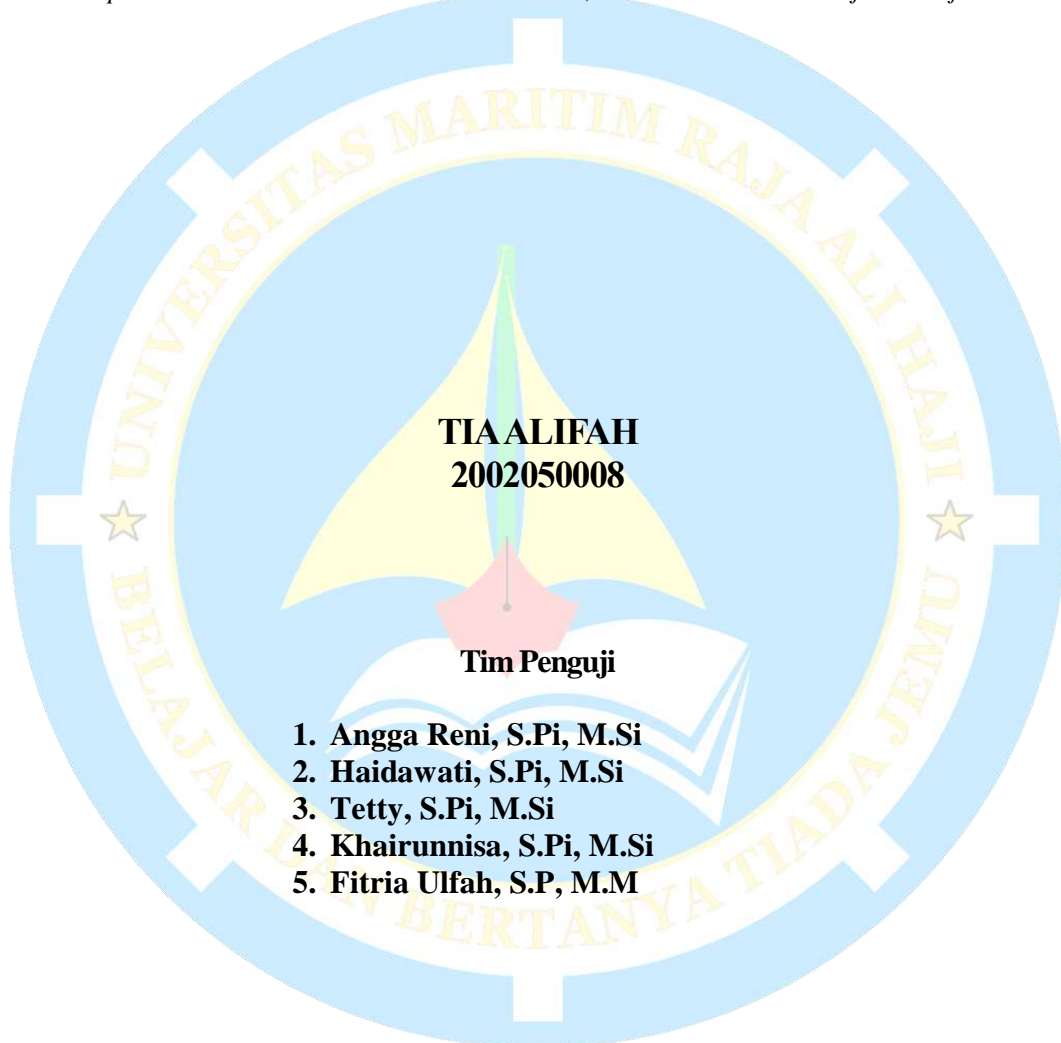 UNIVERSITAS MARITIM RAJA ALI HAJI
TIA ALIFAH
2002050008
Tim Penguji
1. Angga Reni, S.Pi, M.Si
2. Haidawati, S.Pi, M.Si
3. Tetty, S.Pi, M.Si
4. Khairunnisa, S.Pi, M.Si
5. Fitria Ulfah, S.P, M.M
BELAJAR DAN BERTANYA TIADA JEMU